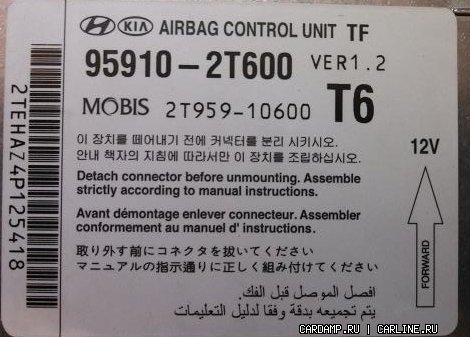 HYUNDAI KIA AIRBAG CONTROL UNIT TF
95910-2T600 VER1.2
MOBIS 2T959-10600 T6
이 장치를 떼어내기 전에 커넥터를 분리 시키시오.
안내 책자의 지침에 따라서만 이 장치를 조립하십시오.
12V
Detach connector before unmounting. Assemble
strictly according to manual instructions.
Avant démontage enlever connecteur. Assembler
conformement au manuel d' instructions.
取り外す前にコネクタを抜いてください
マニュアルの指示通りに正しく組み付けてください
افصل الموصل قبل الفك.
يتم تجميعه بدقة وفقا لدليل التعليمات
FORWARD
2TEHAZ4P125418
CARDAMP.RU | CARLINE.RU